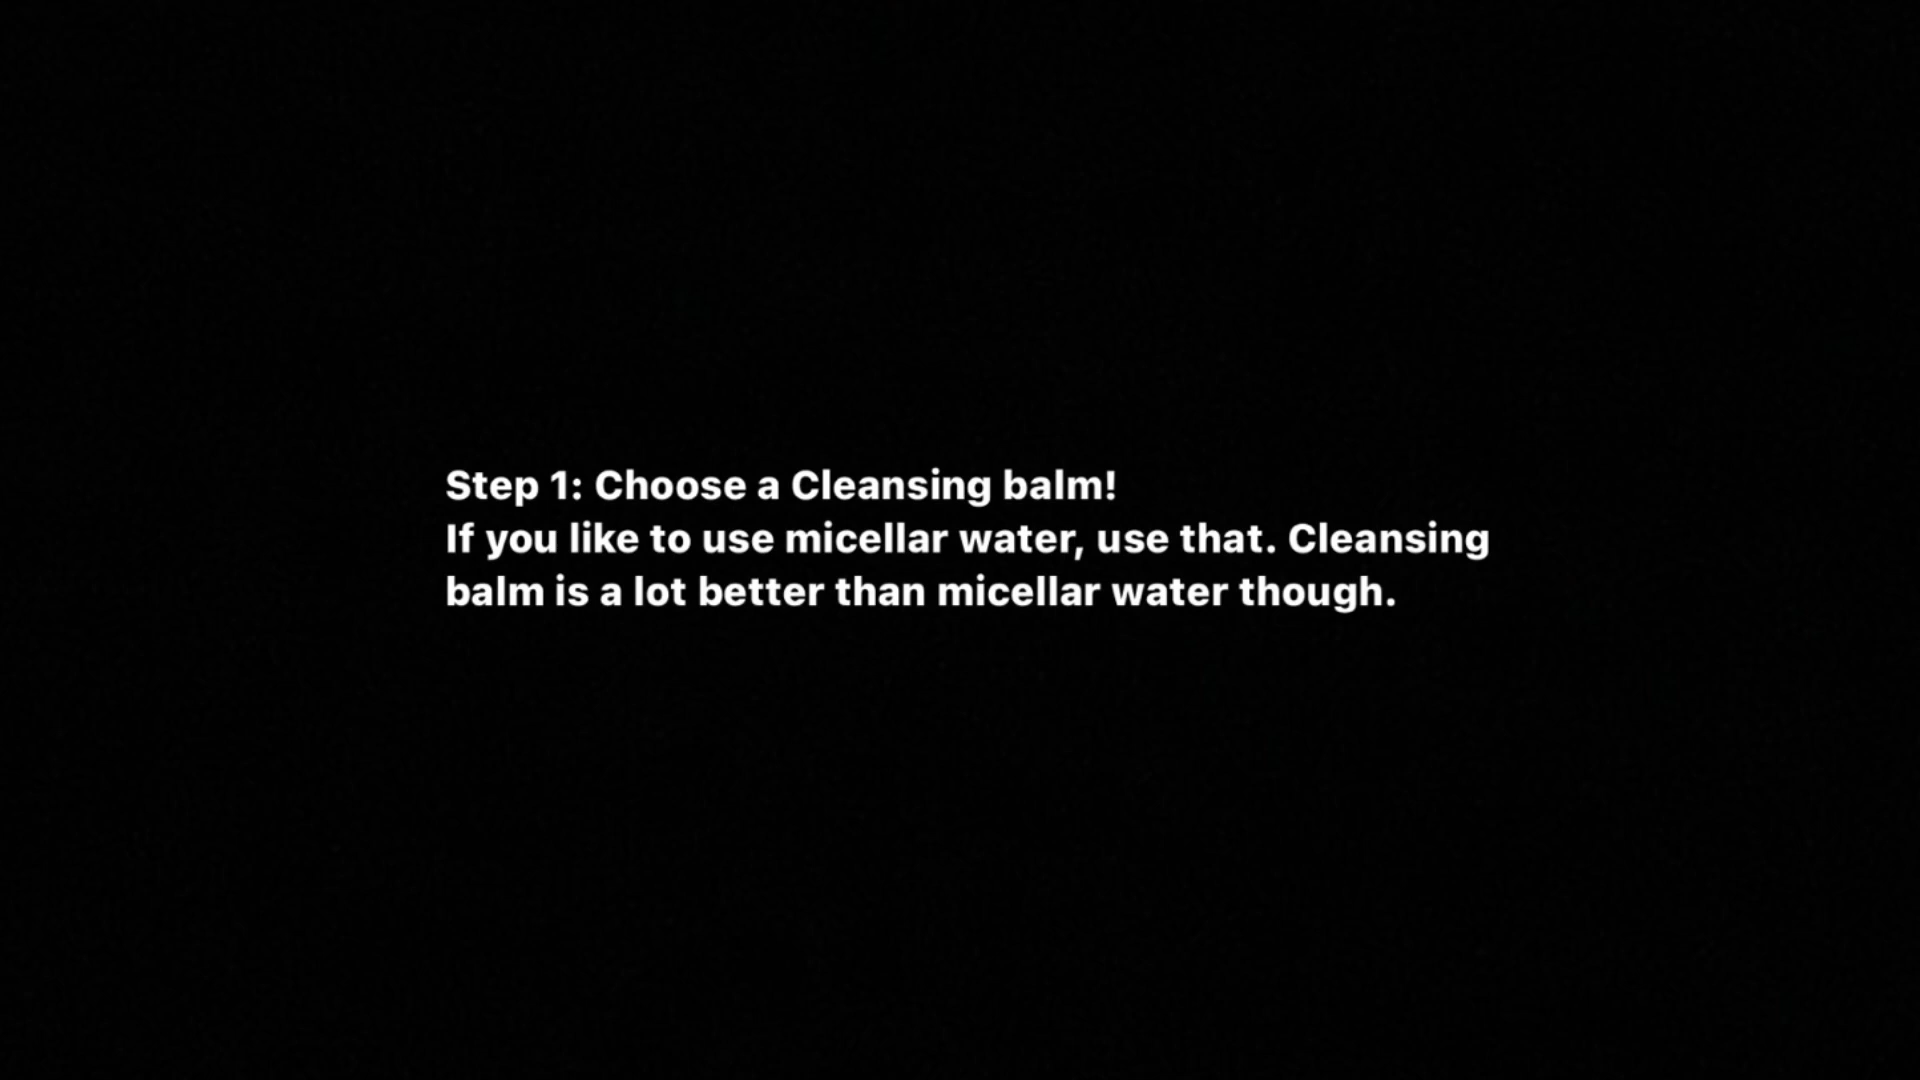 Step 1: Choose a Cleansing balm!
If you like to use micellar water, use that. Cleansing
balm is a lot better than micellar water though.